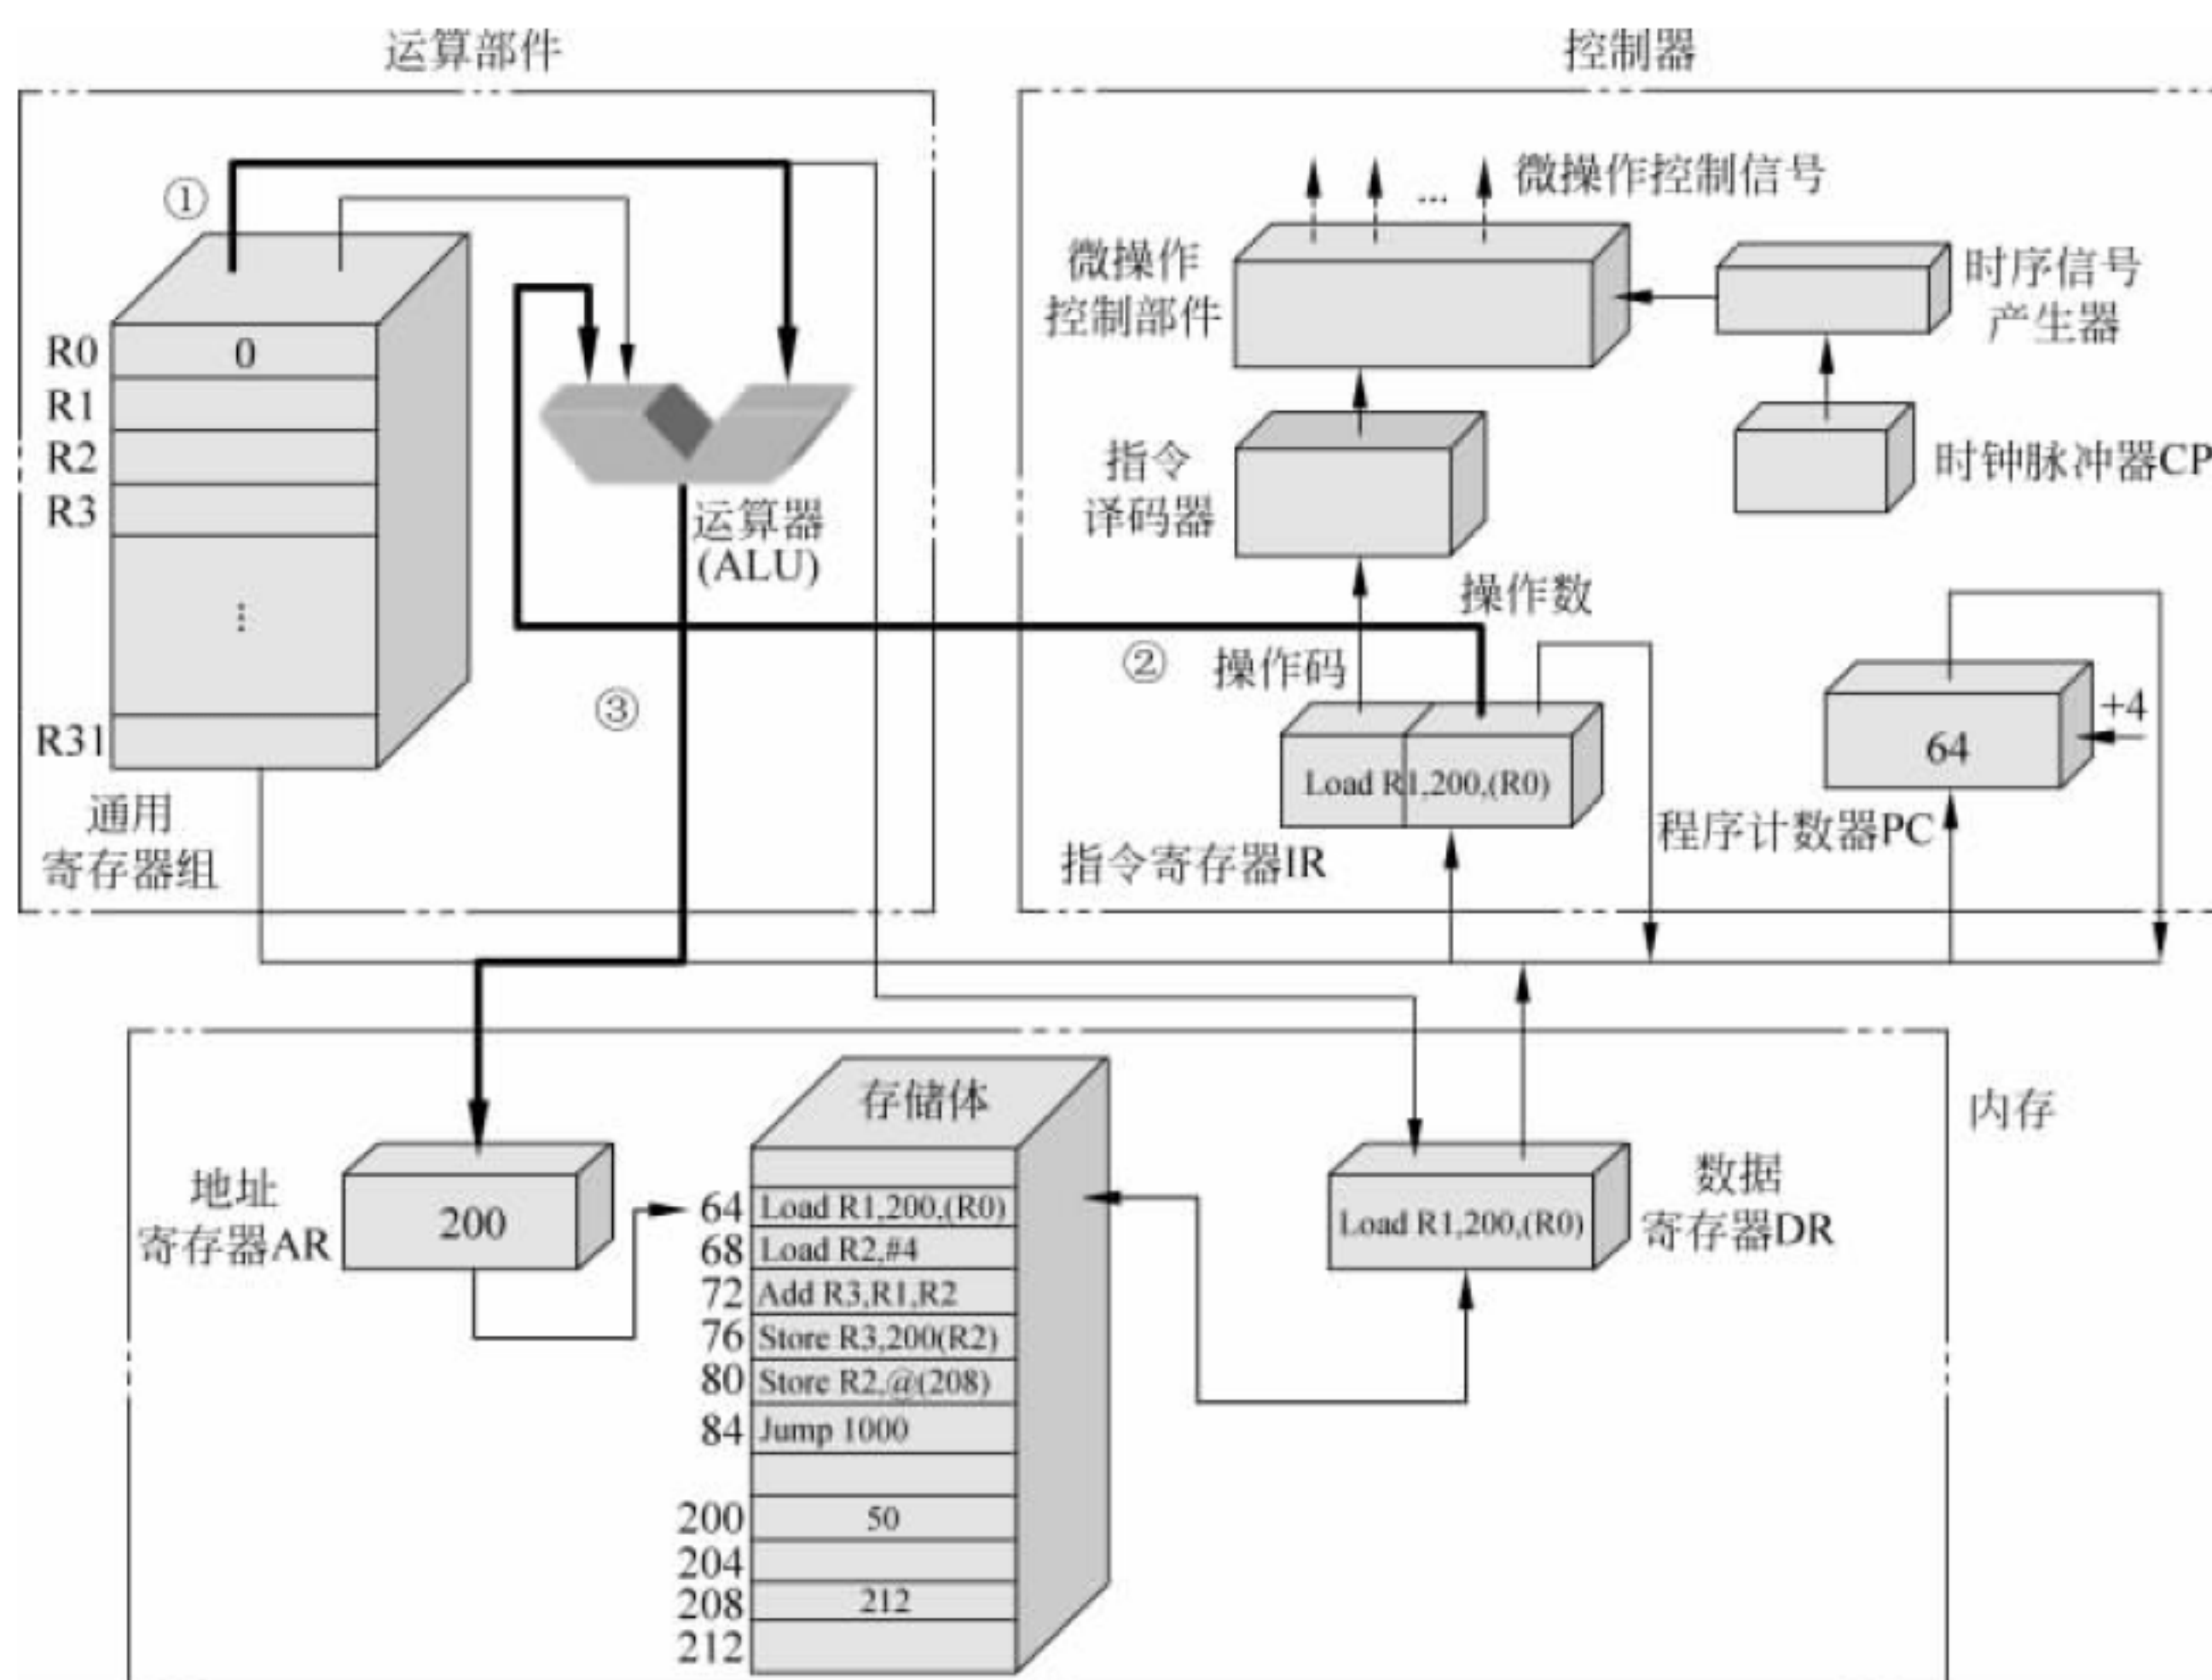 运算部件
控制器
①
微操作控制信号
...
微操作
控制部件
时序信号
产生器
R0
0
R1
R2
R3
⋮
R31
通用
寄存器组
运算器
(ALU)
指令
译码器
时钟脉冲器CP
操作数
②
操作码
③
+4
64
Load R1,200,(R0)
程序计数器PC
指令寄存器IR
内存
存储体
地址
寄存器AR
200
数据
寄存器DR
Load R1,200,(R0)
64 Load R1,200,(R0)
68 Load R2,#4
72 Add R3,R1,R2
76 Store R3,200(R2)
80 Store R2,@(208)
84 Jump 1000
200 50
204
208 212
212